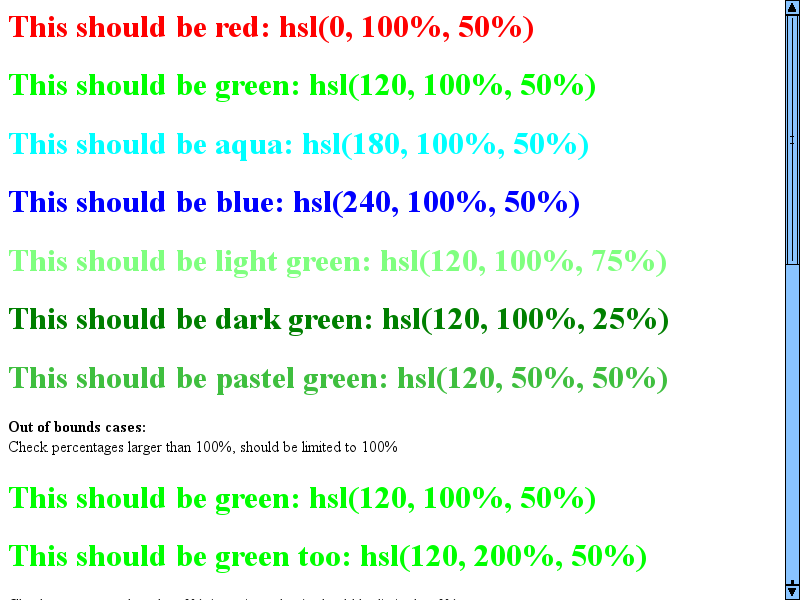 This should be red: hsl(0, 100%, 50%)
This should be green: hsl(120, 100%, 50%)
This should be aqua: hsl(180, 100%, 50%)
This should be blue: hsl(240, 100%, 50%)
This should be light green: hsl(120, 100%, 75%)
This should be dark green: hsl(120, 100%, 25%)
This should be pastel green: hsl(120, 50%, 50%)
Out of bounds cases:
Check percentages larger than 100%, should be limited to 100%
This should be green: hsl(120, 100%, 50%)
This should be green too: hsl(120, 200%, 50%)